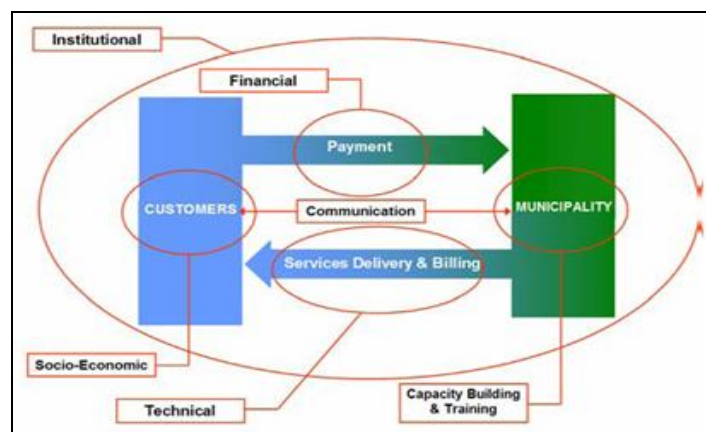 Institutional
Financial
Payment
CUSTOMERS
Communication
MUNICIPALITY
Services Delivery & Billing
Socio-Economic
Technical
Capacity Building
& Training